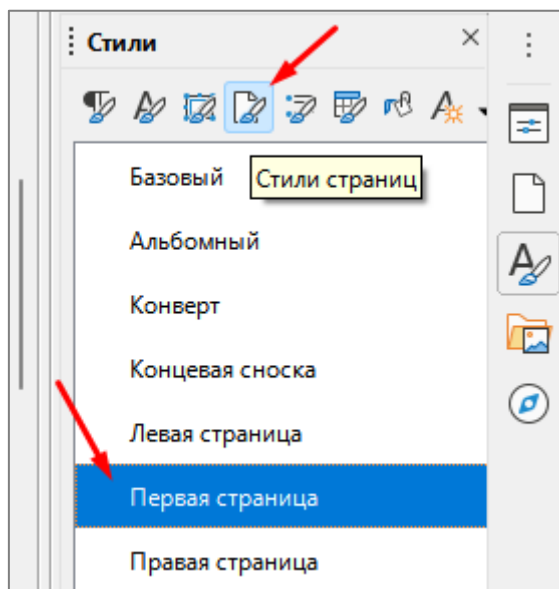 Стили
Базовый
Стили страниц
Альбомный
Конверт
Концевая сноска
Левая страница
Первая страница
Правая страница